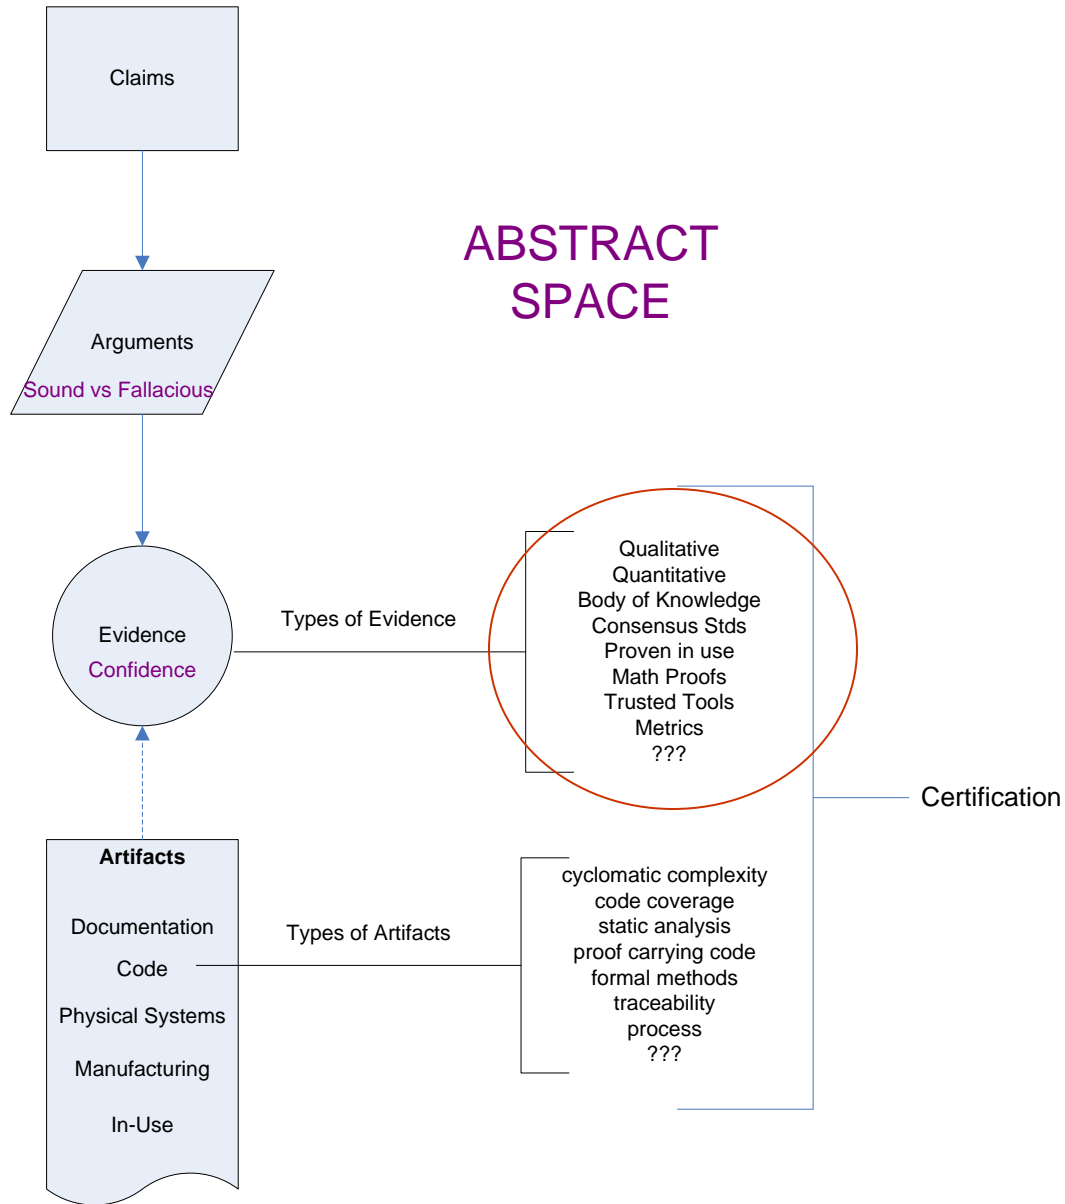 Claims
ABSTRACT
SPACE
Arguments
Sound vs Fallacious
Evidence
Confidence
Types of Evidence
Qualitative
Quantitative
Body of Knowledge
Consensus Stds
Proven in use
Math Proofs
Trusted Tools
Metrics
???
Certification
Artifacts
Documentation
Code
Physical Systems
Manufacturing
In-Use
Types of Artifacts
cyclomatic complexity
code coverage
static analysis
proof carrying code
formal methods
traceability
process
???